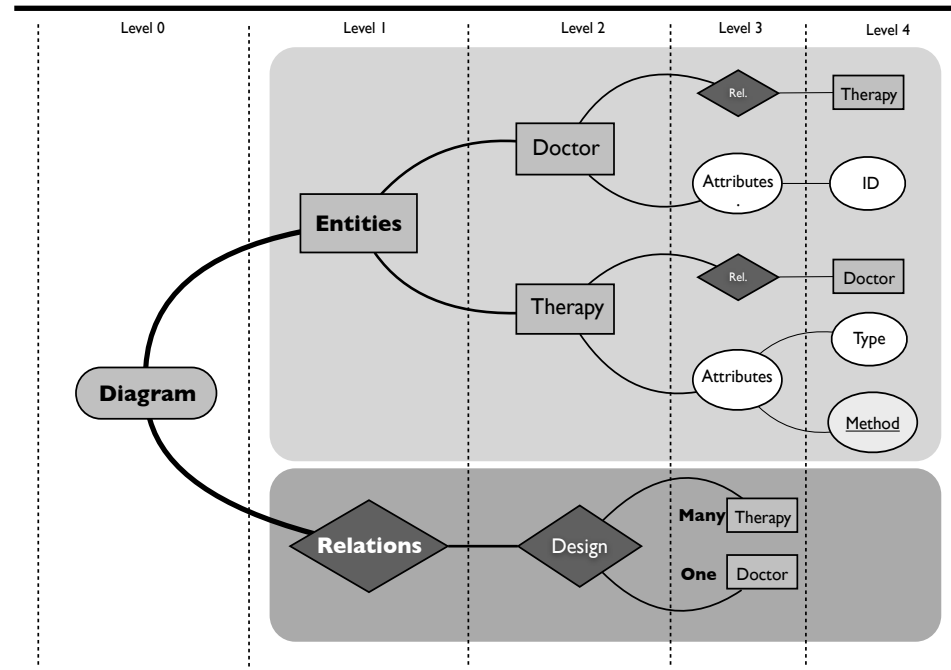 Level 0 Level 1 Level 2 Level 3 Level 4
Rel. Therapy
Doctor
Attributes ID
.
Entities
Rel. Doctor
Therapy
Type
Attributes
Diagram
Method
Many Therapy
Relations Design
One Doctor